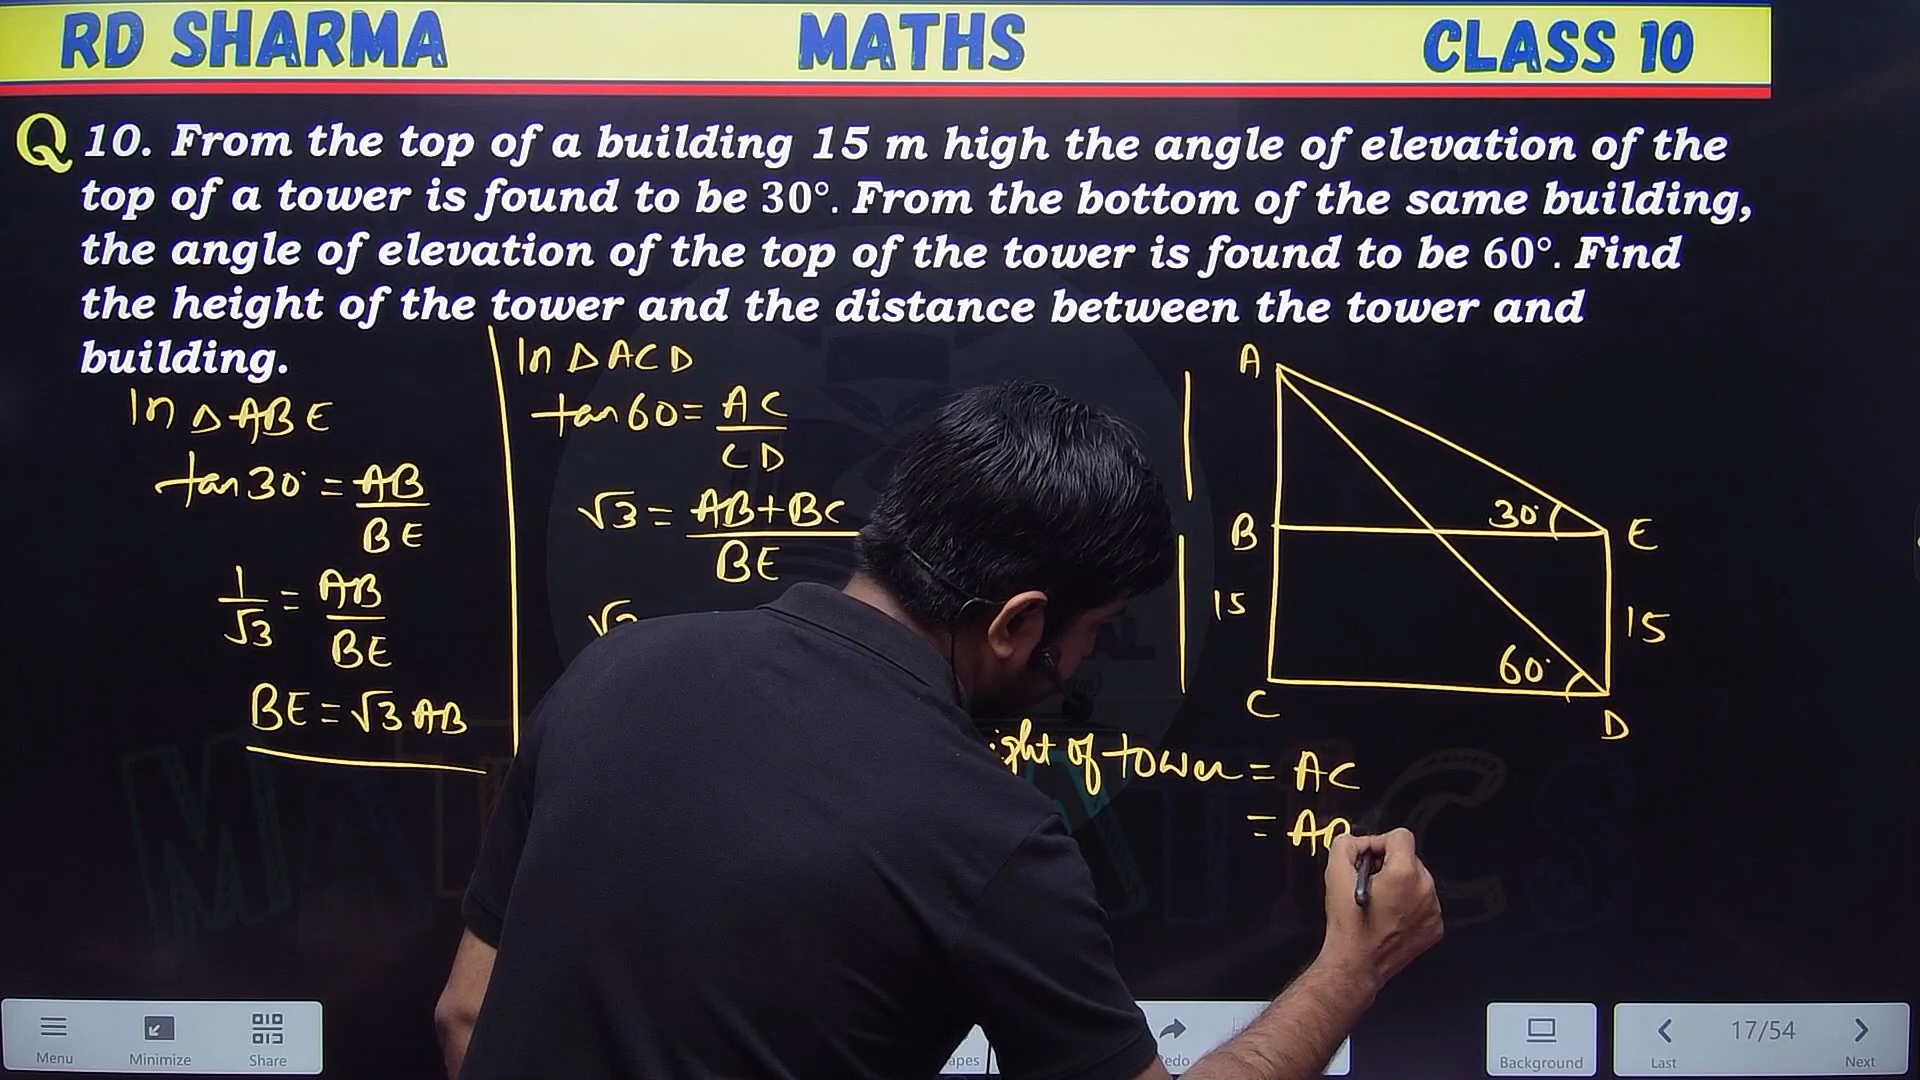 RD SHARMA MATHS CLASS 10
Q 10. From the top of a building 15 m high the angle of elevation of the
top of a tower is found to be 30°. From the bottom of the same building,
the angle of elevation of the top of the tower is found to be 60°. Find
the height of the tower and the distance between the tower and
building.
In △ ABE
tan 30° = AB/BE
1/√3 = AB/BE
BE = √3 AB
In △ ACD
tan 60 = AC/CD
√3 = AB + BC/BE
A
B
30°
E
15
15
60°
C
D
of tower = AC
=
Menu
Minimize
Share
Background
Last
17/54
Next